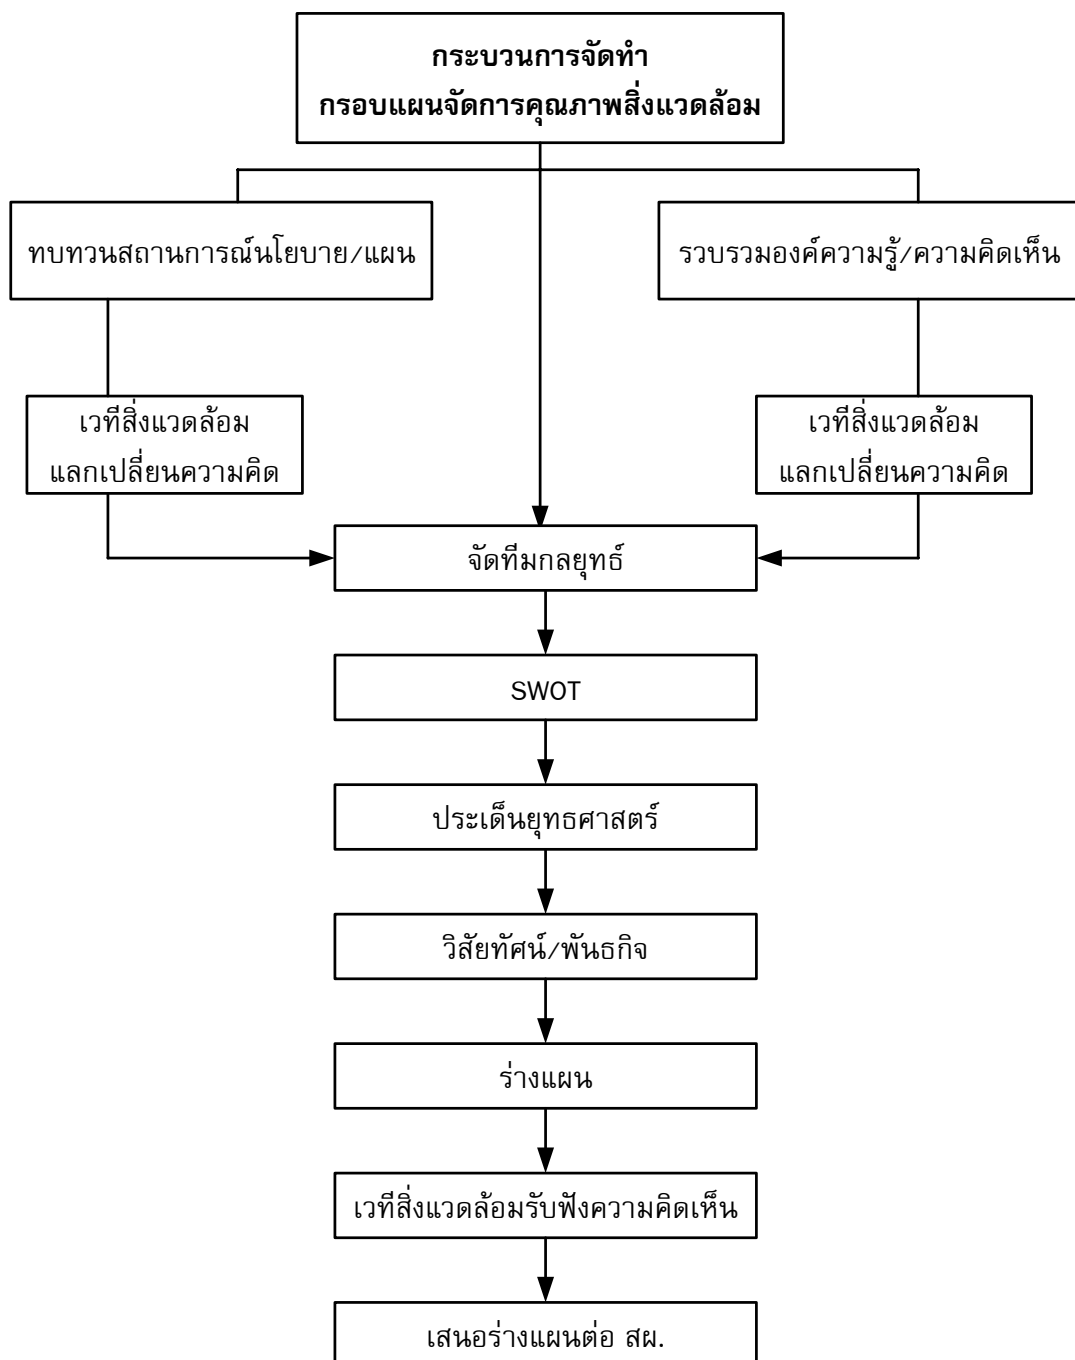 กระบวนการจัดทำ
กรอบแผนจัดการคุณภาพสิ่งแวดล้อม
ทบทวนสถานการณ์นโยบาย/แผน
รวบรวมองค์ความรู้/ความคิดเห็น
เวทีสิ่งแวดล้อม
แลกเปลี่ยนความคิด
เวทีสิ่งแวดล้อม
แลกเปลี่ยนความคิด
จัดทีมกลยุทธ์
SWOT
ประเด็นยุทธศาสตร์
วิสัยทัศน์/พันธกิจ
ร่างแผน
เวทีสิ่งแวดล้อมรับฟังความคิดเห็น
เสนอร่างแผนต่อ สผ.